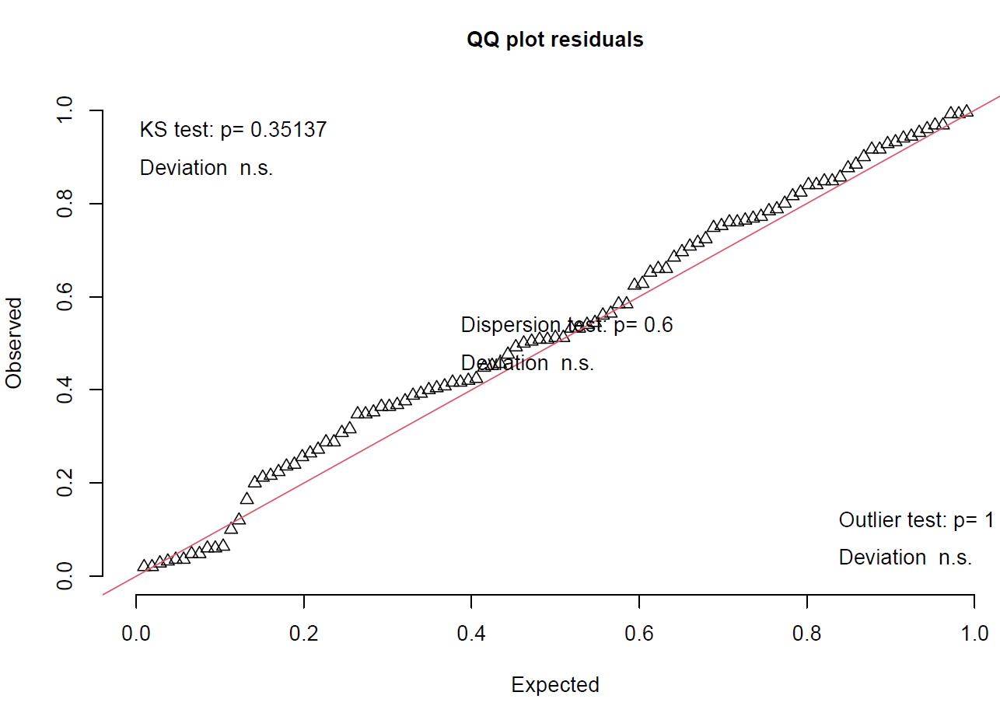 QQ plot residuals
KS test: p= 0.35137
Deviation n.s.
Dispersion test: p= 0.6
Deviation n.s.
Outlier test: p= 1
Deviation n.s.
Observed
0.0 0.2 0.4 0.6 0.8 1.0
0.0 0.2 0.4 0.6 0.8 1.0
Expected